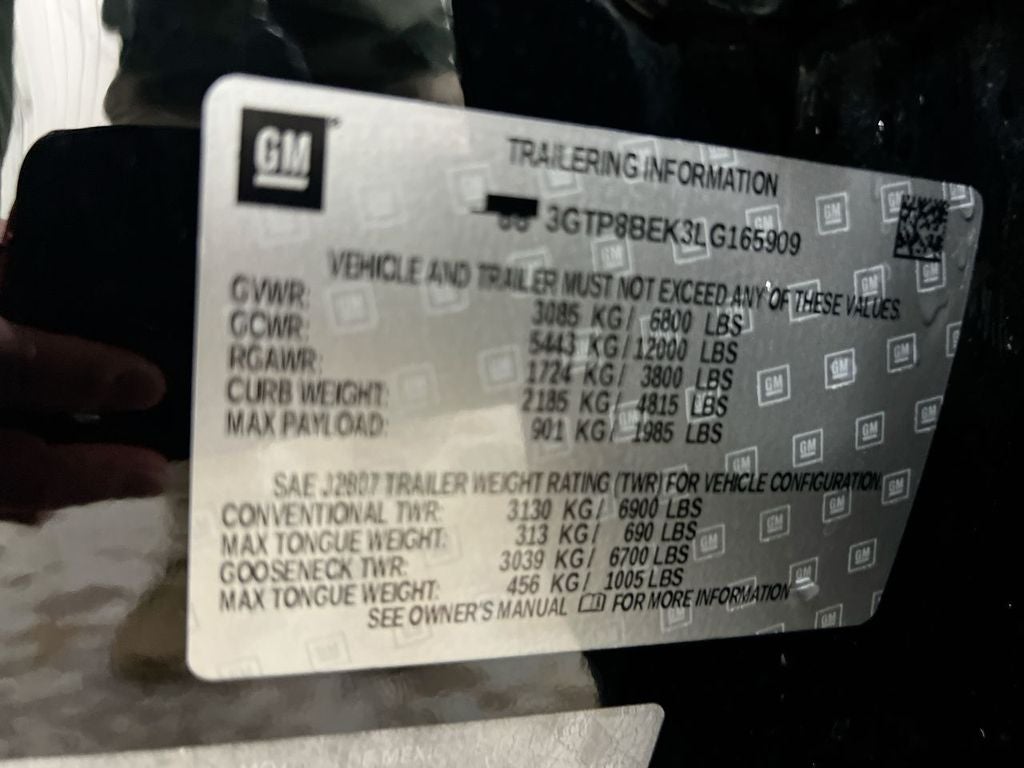 GM
TRAILERING INFORMATION
3GTP8BEK3LG165909
VEHICLE AND TRAILER MUST NOT EXCEED ANY OF THESE VALUES
GVWR: 3085 KG/ 6800 LBS
GCWR: 5443 KG/ 12000 LBS
RGAWR: 1724 KG/ 3800 LBS
CURB WEIGHT: 2185 KG/ 4815 LBS
MAX PAYLOAD: 901 KG/ 1985 LBS
SAE J2807 TRAILER WEIGHT RATING (TWR) FOR VEHICLE CONFIGURATION
CONVENTIONAL TWR: 3130 KG/ 6900 LBS
MAX TONGUE WEIGHT: 313 KG/ 690 LBS
GOOSENECK TWR: 3039 KG/ 6700 LBS
MAX TONGUE WEIGHT: 456 KG/ 1005 LBS
SEE OWNER'S MANUAL FOR MORE INFORMATION